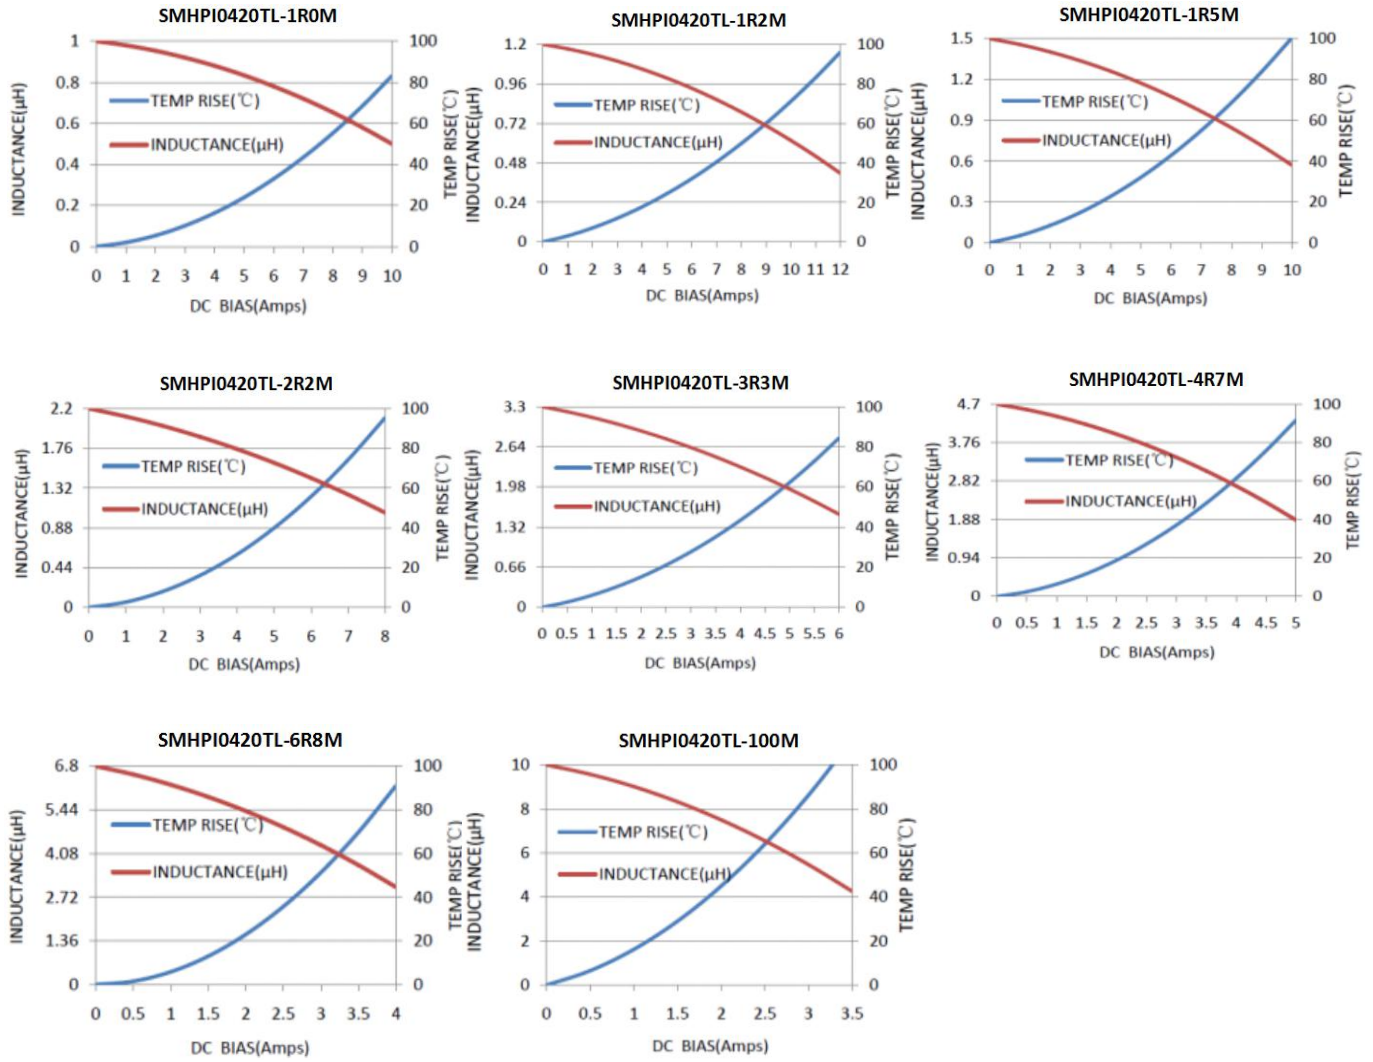 SMHPI0420TL-1R0M
1
0.8
0.6
0.4
0.2
0
100
80
60
40
20
0
INDUCTANCE(μH)
TEMP RISE(℃)
TEMP RISE(℃)
INDUCTANCE(μH)
0 1 2 3 4 5 6 7 8 9 10
DC BIAS(Amps)
SMHPI0420TL-1R2M
1.2
0.96
0.72
0.48
0.24
0
100
80
60
40
20
0
INDUCTANCE(μH)
TEMP RISE(℃)
TEMP RISE(℃)
INDUCTANCE(μH)
0 1 2 3 4 5 6 7 8 9 10 11 12
DC BIAS(Amps)
SMHPI0420TL-1R5M
1.5
1.2
0.9
0.6
0.3
0
100
80
60
40
20
0
INDUCTANCE(μH)
TEMP RISE(℃)
TEMP RISE(℃)
INDUCTANCE(μH)
0 1 2 3 4 5 6 7 8 9 10
DC BIAS(Amps)
SMHPI0420TL-2R2M
2.2
1.76
1.32
0.88
0.44
0
100
80
60
40
20
0
INDUCTANCE(μH)
TEMP RISE(℃)
TEMP RISE(℃)
INDUCTANCE(μH)
0 1 2 3 4 5 6 7 8
DC BIAS(Amps)
SMHPI0420TL-3R3M
3.3
2.64
1.98
1.32
0.66
0
100
80
60
40
20
0
INDUCTANCE(μH)
TEMP RISE(℃)
TEMP RISE(℃)
INDUCTANCE(μH)
0 0.5 1 1.5 2 2.5 3 3.5 4 4.5 5 5.5 6
DC BIAS(Amps)
SMHPI0420TL-4R7M
4.7
3.76
2.82
1.88
0.94
0
100
80
60
40
20
0
INDUCTANCE(μH)
TEMP RISE(℃)
TEMP RISE(℃)
INDUCTANCE(μH)
0 0.5 1 1.5 2 2.5 3 3.5 4 4.5 5
DC BIAS(Amps)
SMHPI0420TL-6R8M
6.8
5.44
4.08
2.72
1.36
0
100
80
60
40
20
0
INDUCTANCE(μH)
TEMP RISE(℃)
TEMP RISE(℃)
INDUCTANCE(μH)
0 0.5 1 1.5 2 2.5 3 3.5 4
DC BIAS(Amps)
SMHPI0420TL-100M
10
8
6
4
2
0
100
80
60
40
20
0
INDUCTANCE(μH)
TEMP RISE(℃)
TEMP RISE(℃)
INDUCTANCE(μH)
0 0.5 1 1.5 2 2.5 3 3.5
DC BIAS(Amps)